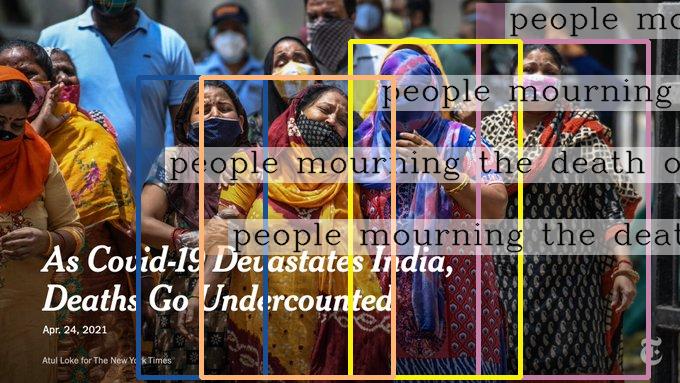 people mo
people mourning
people mourning the death o
people mourning the deat
As Covid-19 Devastates India,
Deaths Go Undercounted
Apr. 24, 2021
Atul Loke for The New York Times
T